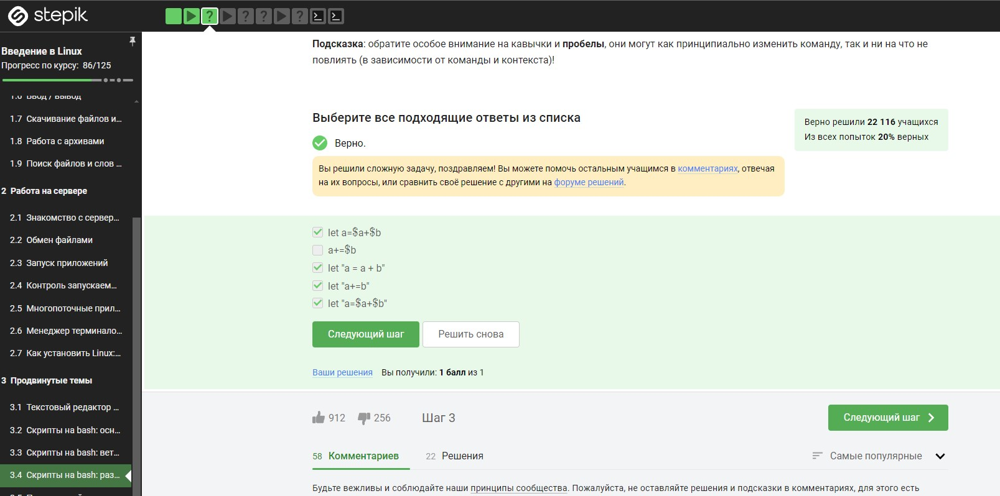 stepik
Введение в Linux
Прогресс по курсу: 86/125
1.6 Ввод / вывод
1.7 Скачивание файлов и...
1.8 Работа с архивами
1.9 Поиск файлов и слов ...
2 Работа на сервере
2.1 Знакомство с сервер...
2.2 Обмен файлами
2.3 Запуск приложений
2.4 Контроль запускаем...
2.5 Многопоточные прил...
2.6 Менеджер терминало...
2.7 Как установить Linux:...
3 Продвинутые темы
3.1 Текстовый редактор ...
3.2 Скрипты на bash: осн...
3.3 Скрипты на bash: вет...
3.4 Скрипты на bash: раз...
Подсказка: обратите особое внимание на кавычки и пробелы, они могут как принципиально изменить команду, так и ни на что не
повлиять (в зависимости от команды и контекста)!
Выберите все подходящие ответы из списка
Верно.
Верно решили 22 116 учащихся
Из всех попыток 20% верных
Вы решили сложную задачу, поздравляем! Вы можете помочь остальным учащимся в комментариях, отвечая
на их вопросы, или сравнить своё решение с другими на форуме решений.
let a=$a+$b
a+=$b
let "a = a + b"
let "a+=b"
let "a=$a+$b"
Следующий шаг Решить снова
Ваши решения Вы получили: 1 балл из 1
912 256 Шаг 3 Следующий шаг
58 Комментариев 22 Решения Самые популярные
Будьте вежливы и соблюдайте наши принципы сообщества. Пожалуйста, не оставляйте решения и подсказки в комментариях, для этого есть